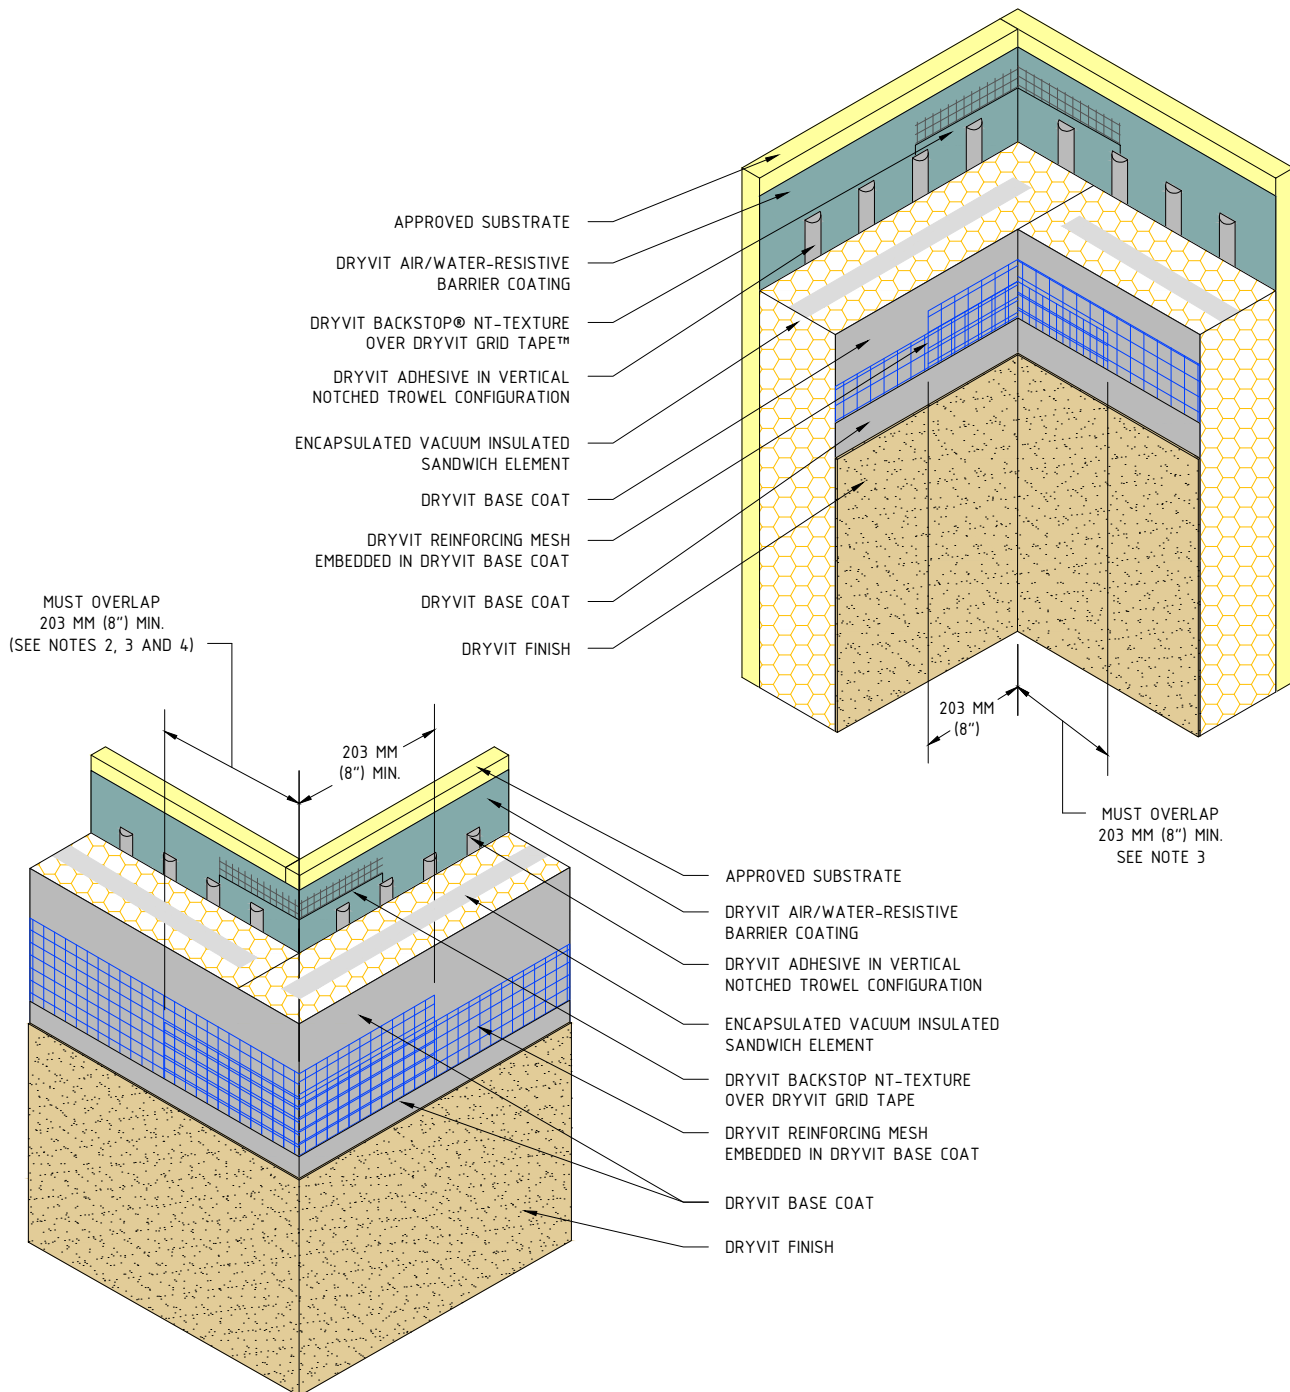 APPROVED SUBSTRATE
DRYVIT AIR/WATER-RESISTIVE
BARRIER COATING
DRYVIT BACKSTOP® NT-TEXTURE
OVER DRYVIT GRID TAPE™
DRYVIT ADHESIVE IN VERTICAL
NOTCHED TROWEL CONFIGURATION
ENCAPSULATED VACUUM INSULATED
SANDWICH ELEMENT
DRYVIT BASE COAT
DRYVIT REINFORCING MESH
EMBEDDED IN DRYVIT BASE COAT
DRYVIT BASE COAT
DRYVIT FINISH
203 MM
(8")
MUST OVERLAP
203 MM (8") MIN.
SEE NOTE 3
MUST OVERLAP
203 MM (8") MIN.
(SEE NOTES 2, 3 AND 4)
203 MM
(8") MIN.
APPROVED SUBSTRATE
DRYVIT AIR/WATER-RESISTIVE
BARRIER COATING
DRYVIT ADHESIVE IN VERTICAL
NOTCHED TROWEL CONFIGURATION
ENCAPSULATED VACUUM INSULATED
SANDWICH ELEMENT
DRYVIT BACKSTOP NT-TEXTURE
OVER DRYVIT GRID TAPE
DRYVIT REINFORCING MESH
EMBEDDED IN DRYVIT BASE COAT
DRYVIT BASE COAT
DRYVIT FINISH